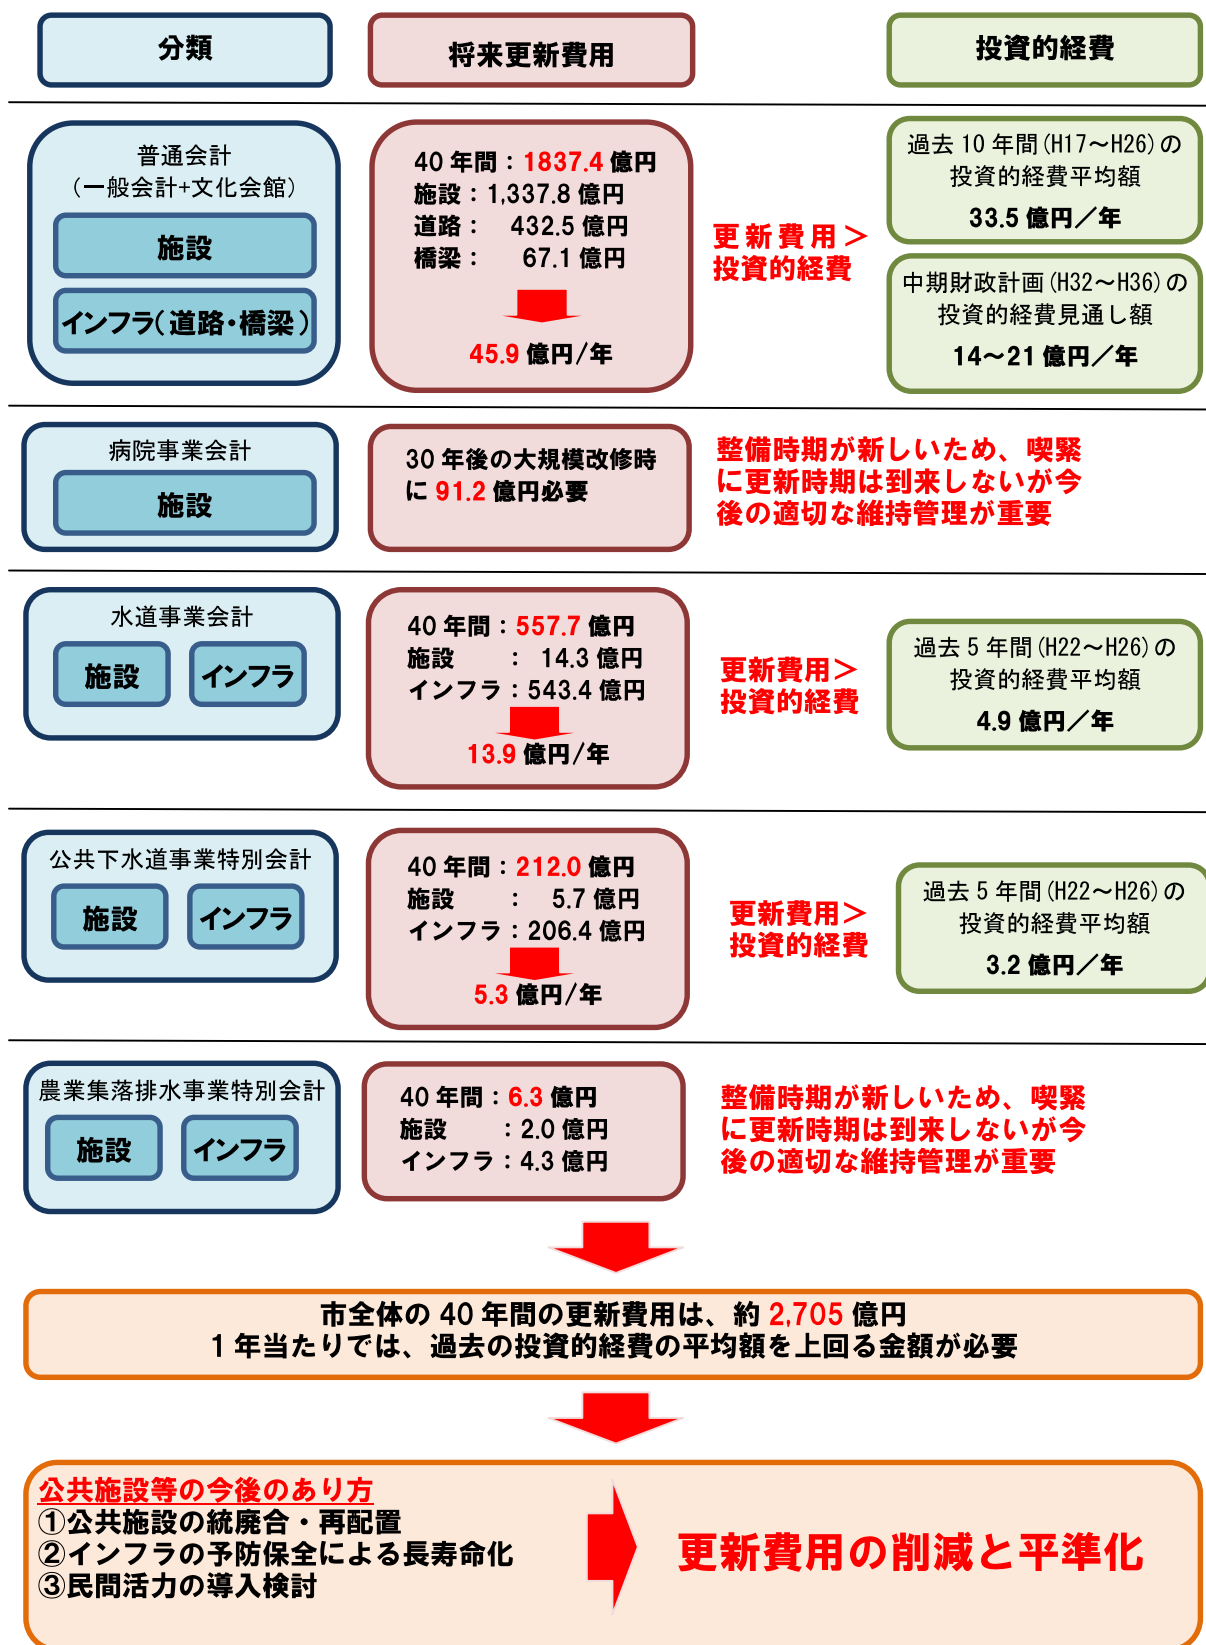 分類
将来更新費用
投資的経費
普通会計
（一般会計+文化会館）
施設
インフラ（道路・橋梁）
40 年間：1837.4 億円
施設：1,337.8 億円
道路： 432.5 億円
橋梁： 67.1 億円
45.9 億円/年
更新費用＞
投資的経費
過去 10 年間(H17～H26)の
投資的経費平均額
33.5 億円／年
中期財政計画(H32～H36)の
投資的経費見通し額
14～21 億円／年
病院事業会計
施設
30 年後の大規模改修時
に 91.2 億円必要
整備時期が新しいため、喫緊
に更新時期は到来しないが今
後の適切な維持管理が重要
水道事業会計
施設
インフラ
40 年間：557.7 億円
施設 ： 14.3 億円
インフラ：543.4 億円
13.9 億円/年
更新費用＞
投資的経費
過去 5 年間(H22～H26)の
投資的経費平均額
4.9 億円／年
公共下水道事業特別会計
施設
インフラ
40 年間：212.0 億円
施設 ： 5.7 億円
インフラ：206.4 億円
5.3 億円/年
更新費用＞
投資的経費
過去 5 年間(H22～H26)の
投資的経費平均額
3.2 億円／年
農業集落排水事業特別会計
施設
インフラ
40 年間：6.3 億円
施設 ：2.0 億円
インフラ：4.3 億円
整備時期が新しいため、喫緊
に更新時期は到来しないが今
後の適切な維持管理が重要
市全体の 40 年間の更新費用は、約 2,705 億円
1 年当たりでは、過去の投資的経費の平均額を上回る金額が必要
公共施設等の今後のあり方
①公共施設の統廃合・再配置
②インフラの予防保全による長寿命化
③民間活力の導入検討
更新費用の削減と平準化